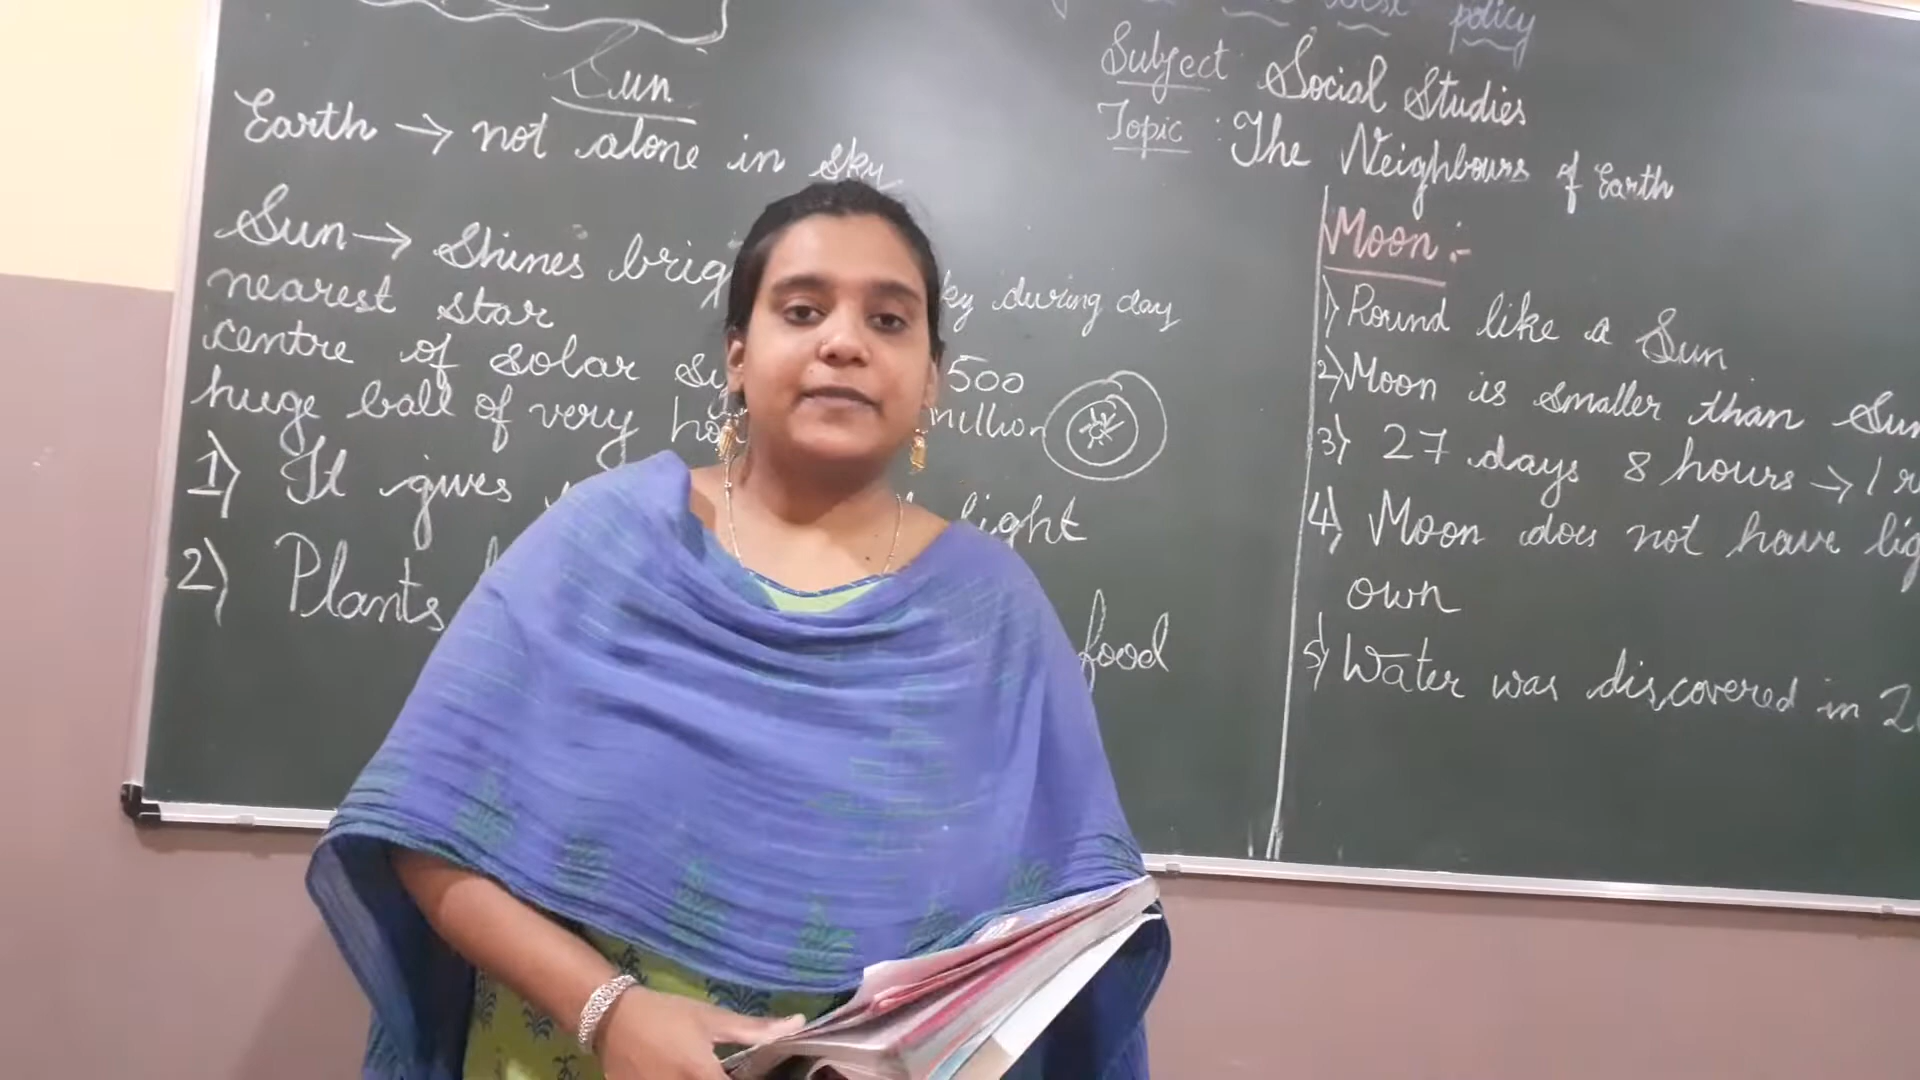 best policy
Subject Social Studies
Topic : The Neighbours of Earth
Sun
Earth → not alone in sky
Sun → Shines during day
nearest star
centre of solar 500
huge ball of very million
1) It gives light
2) Plants food
Moon :-
1) Round like a Sun
2) Moon is smaller than Sun
3) 27 days 8 hours → 1
4) Moon does not have
own
5) Water was discovered in